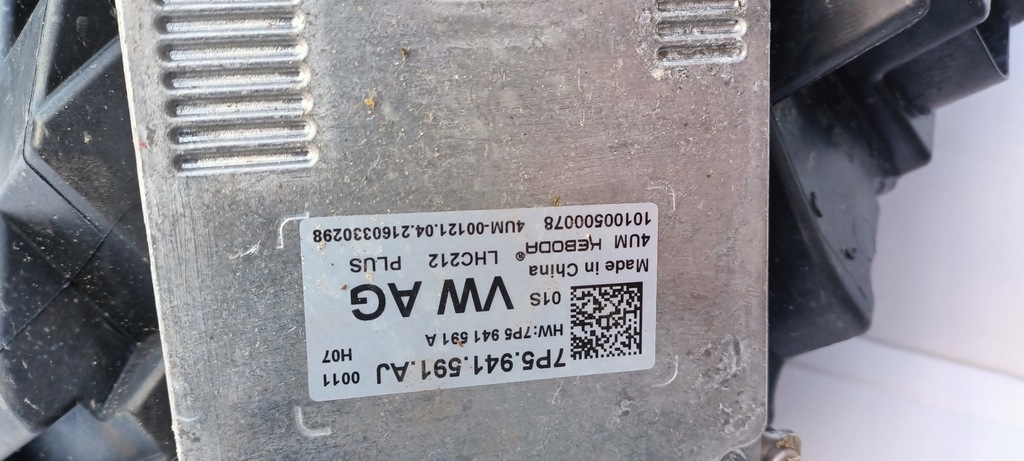 7P5.941.591.AJ 0011
HW:7P5 941 591 A H07
01S VW AG
Made in China
4UM KEBODA® LHC212 PLUS
10100500078 4UM-00121.04.2160330298